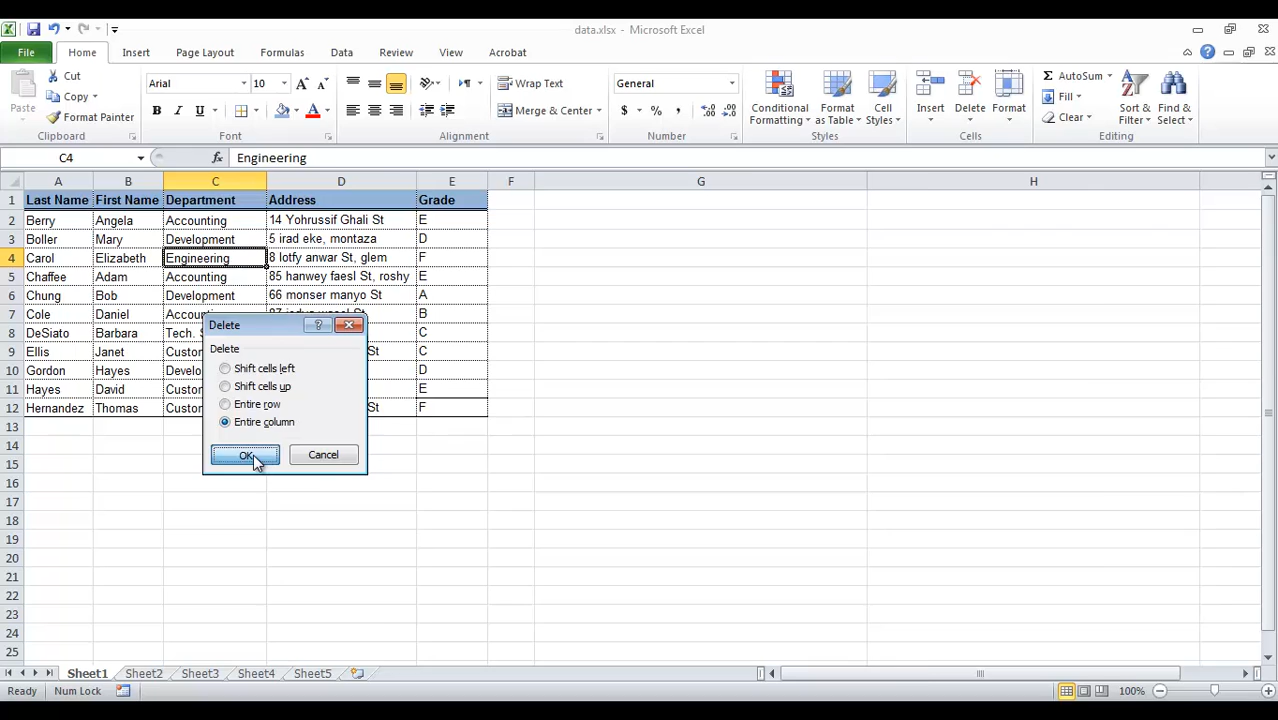 data.xlsx - Microsoft Excel
File Home Insert Page Layout Formulas Data Review View Acrobat
Paste Cut Copy Format Painter Clipboard
Arial 10 B I U A Font
Wrap Text Merge & Center Alignment
General $ % , Number
Conditional Formatting Format as Table Cell Styles Styles
Insert Delete Format Cells
Σ AutoSum Fill Clear Sort & Filter Find & Select Editing
C4 fx Engineering
A B C D E F G H
1 Last Name First Name Department Address Grade
2 Berry Angela Accounting 14 Yohrussif Ghali St E
3 Boller Mary Development 5 irad eke, montaza D
4 Carol Elizabeth Engineering 8 lotfy anwar St, glem F
5 Chaffee Adam Accounting 85 hanwey faesl St, roshy E
6 Chung Bob Development 66 monser manyo St A
7 Cole Daniel B
8 DeSiato Barbara Tech. C
9 Ellis Janet Custo St C
10 Gordon Hayes Develo D
11 Hayes David Custo E
12 Hernandez Thomas Custo St F
13
14
15
16
17
18
19
20
21
22
23
24
25
Delete ?
Delete
Shift cells left
Shift cells up
Entire row
Entire column
OK Cancel
Sheet1 Sheet2 Sheet3 Sheet4 Sheet5
Ready Num Lock 100%